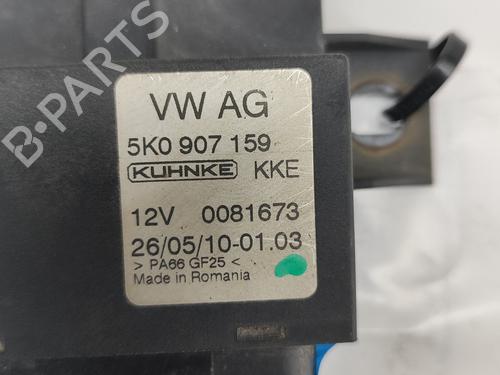 VW AG
5K0 907 159
KUHNKE KKE
12V 0081673
26/05/10-01.03
> PA66 GF25 <
Made in Romania
B-PARTS